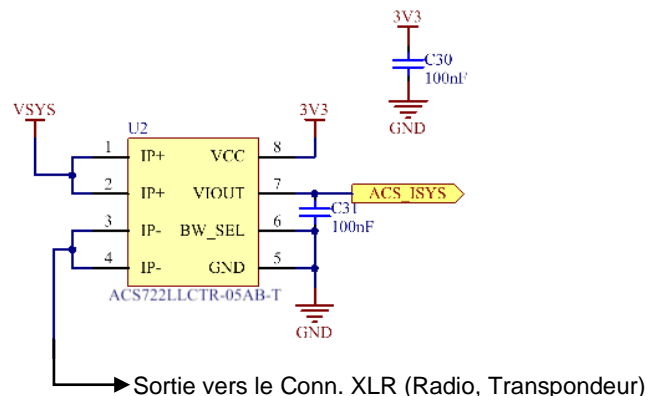 3V3
C30
100nF
GND
VSYS
U2
3V3
1 IP+ VCC 8
2 IP+ VIOUT 7
ACS_ISYS
C31
100nF
3 IP- BW_SEL 6
4 IP- GND 5
ACS722LLCTR-05AB-T
GND
Sortie vers le Conn. XLR (Radio, Transpondeur)